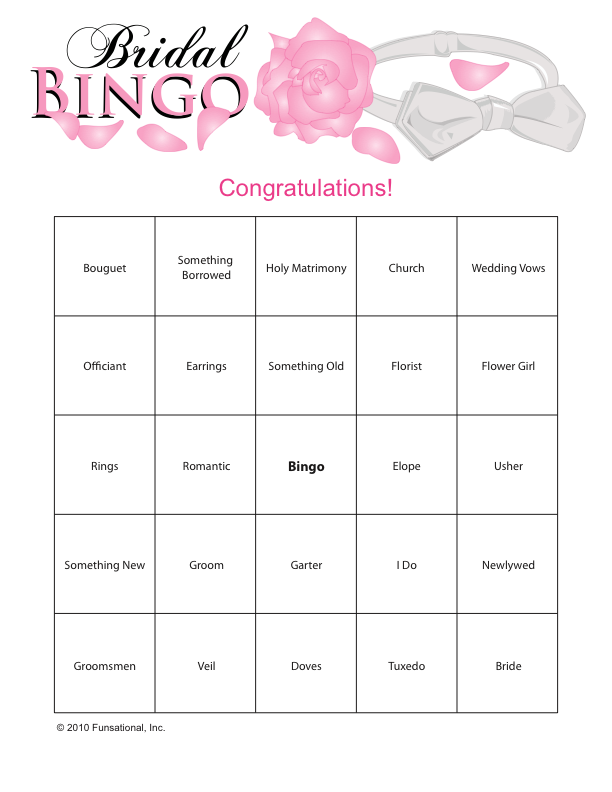 Bridal
BINGO
Congratulations!
Bouquet
Something
Borrowed
Holy Matrimony
Church
Wedding Vows
Officiant
Earrings
Something Old
Florist
Flower Girl
Rings
Romantic
Bingo
Elope
Usher
Something New
Groom
Garter
I Do
Newlywed
Groomsmen
Veil
Doves
Tuxedo
Bride
© 2010 Funsational, Inc.